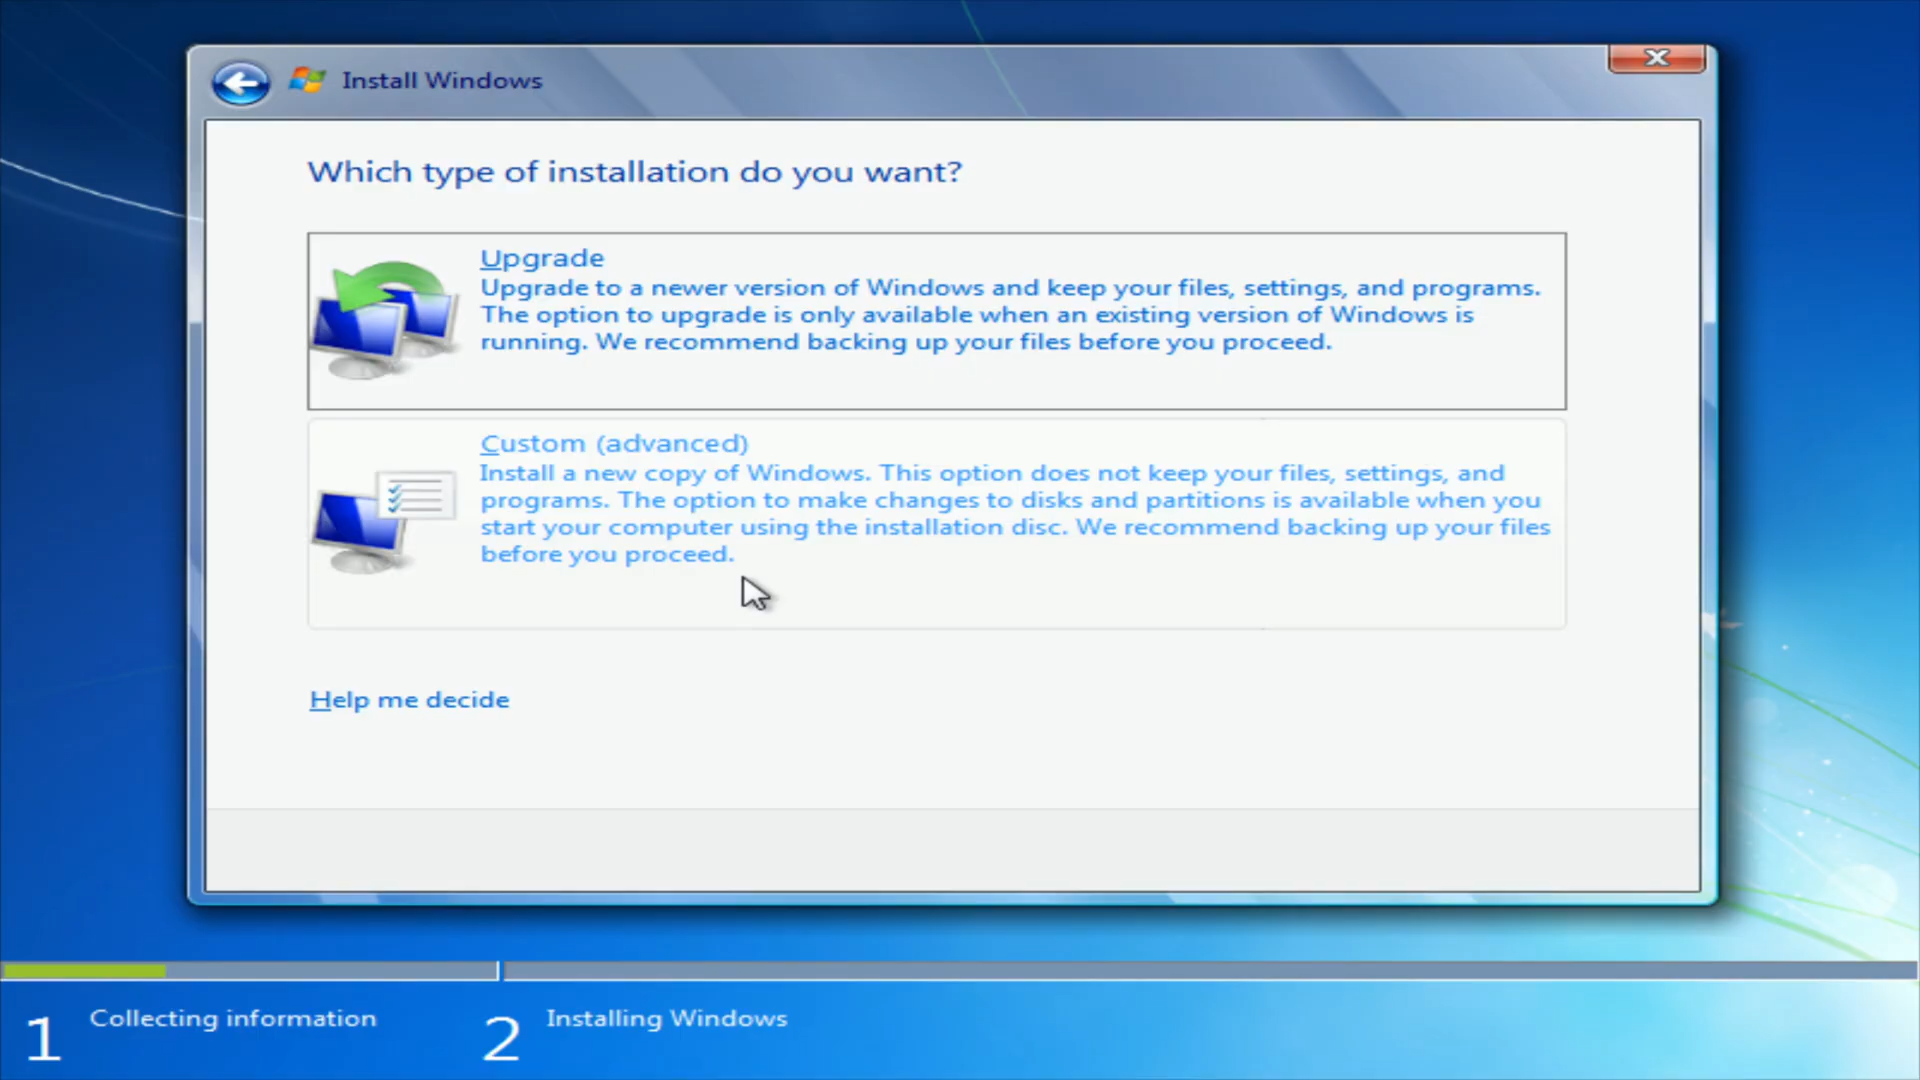 Install Windows
Which type of installation do you want?
Upgrade
Upgrade to a newer version of Windows and keep your files, settings, and programs.
The option to upgrade is only available when an existing version of Windows is
running. We recommend backing up your files before you proceed.
Custom (advanced)
Install a new copy of Windows. This option does not keep your files, settings, and
programs. The option to make changes to disks and partitions is available when you
start your computer using the installation disc. We recommend backing up your files
before you proceed.
Help me decide
1 Collecting information
2 Installing Windows